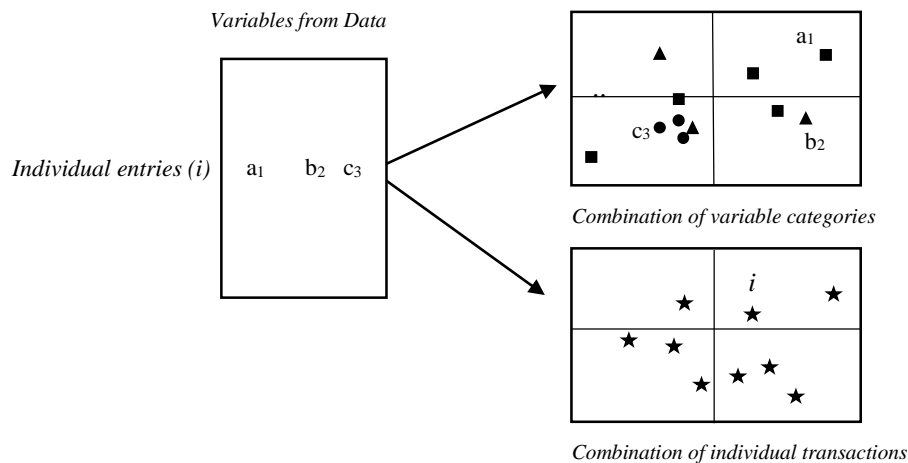 Variables from Data
Individual entries (i) a1 b2 c3
a1
c3
b2
Combination of variable categories
i
Combination of individual transactions